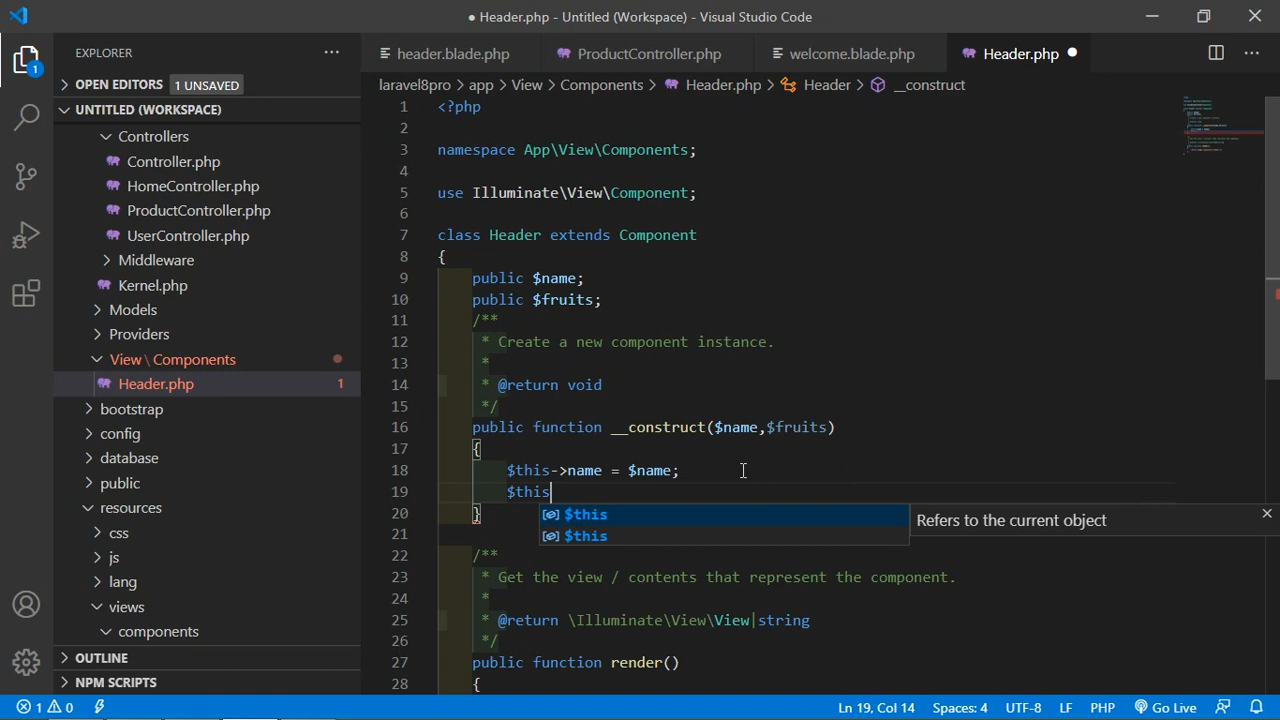 ● Header.php - Untitled (Workspace) - Visual Studio Code
EXPLORER
header.blade.php
ProductController.php
welcome.blade.php
Header.php
OPEN EDITORS 1 UNSAVED
laravel8pro > app > View > Components > Header.php > Header > __construct
UNTITLED (WORKSPACE)
Controllers
Controller.php
HomeController.php
ProductController.php
UserController.php
Middleware
Kernel.php
Models
Providers
View \ Components
Header.php 1
bootstrap
config
database
public
resources
css
js
lang
views
components
OUTLINE
NPM SCRIPTS
1
1 <?php
2
3 namespace App\View\Components;
4
5 use Illuminate\View\Component;
6
7 class Header extends Component
8 {
9 public $name;
10 public $fruits;
11 /**
12 * Create a new component instance.
13 *
14 * @return void
15 */
16 public function __construct($name,$fruits)
17 {
18 $this->name = $name;
19 $this
20 }
21
22 /**
23 * Get the view / contents that represent the component.
24 *
25 * @return \Illuminate\View\View|string
26 */
27 public function render()
28 {
$this
$this
Refers to the current object
1 0
Ln 19, Col 14
Spaces: 4
UTF-8
LF
PHP
Go Live